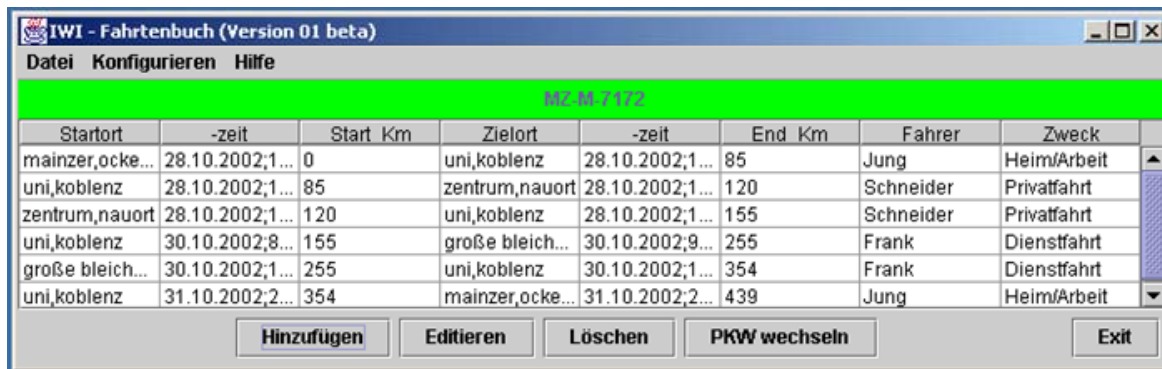 IWI - Fahrtenbuch (Version 01 beta)
Datei Konfigurieren Hilfe
MZ-M-7172
Startort -zeit Start Km Zielort -zeit End Km Fahrer Zweck
mainzer,ocke... 28.10.2002;1... 0 uni,koblenz 28.10.2002;1... 85 Jung Heim/Arbeit
uni,koblenz 28.10.2002;1... 85 zentrum,nauort 28.10.2002;1... 120 Schneider Privatfahrt
zentrum,nauort 28.10.2002;1... 120 uni,koblenz 28.10.2002;1... 155 Schneider Privatfahrt
uni,koblenz 30.10.2002;8... 155 große bleich... 30.10.2002;9... 255 Frank Dienstfahrt
große bleich... 30.10.2002;1... 255 uni,koblenz 30.10.2002;1... 354 Frank Dienstfahrt
uni,koblenz 31.10.2002;2... 354 mainzer,ocke... 31.10.2002;2... 439 Jung Heim/Arbeit
Hinzufügen Editieren Löschen PKW wechseln Exit